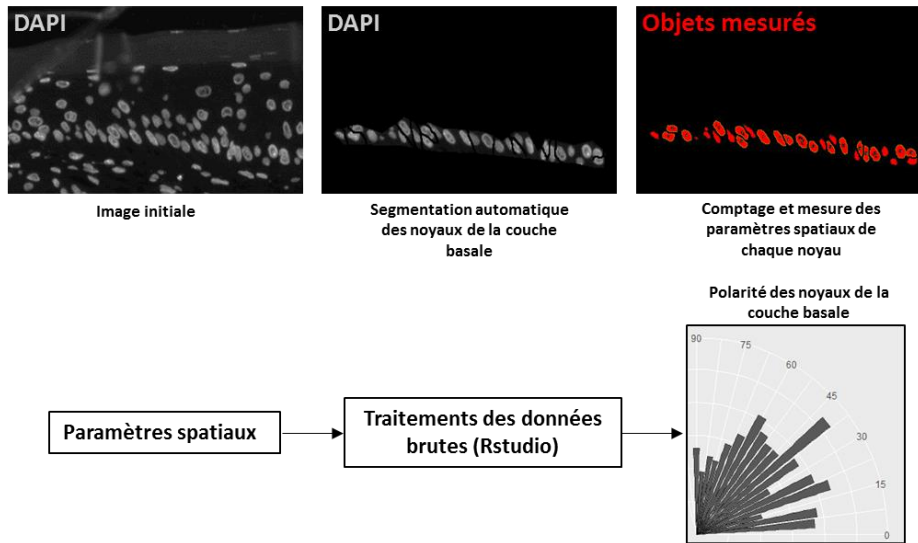 DAPI
DAPI
Objets mesurés
Image initiale
Segmentation automatique
des noyaux de la couche
basale
Comptage et mesure des
paramètres spatiaux de
chaque noyau
Polarité des noyaux de la
couche basale
Paramètres spatiaux
Traitements des données
brutes (Rstudio)
90
75
60
45
30
15
0